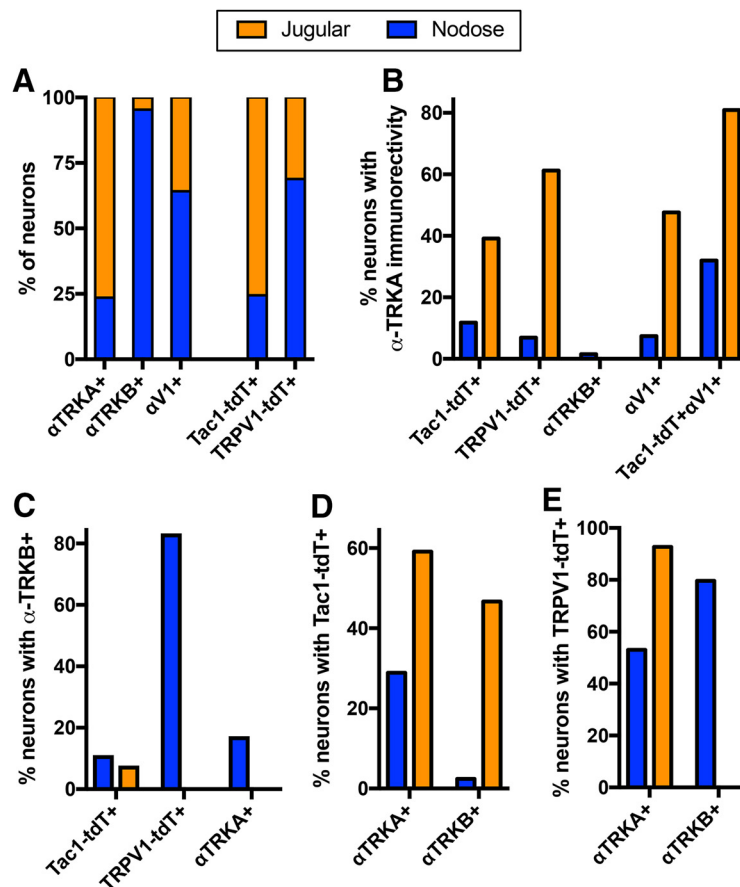 Jugular Nodose
A
% of neurons
100
75
50
25
0
αTRKA+
αTRKB+
αV1+
Tac1-tdT+
TRPV1-tdT+
B
% neurons with
α-TRKA immunorectivity
80
60
40
20
0
Tac1-tdT+
TRPV1-tdT+
αTRKB+
αV1+
Tac1-tdT+αV1+
C
% neurons with α-TRKB+
80
60
40
20
0
Tac1-tdT+
TRPV1-tdT+
αTRKA+
D
% neurons with Tac1-tdT+
60
40
20
0
αTRKA+
αTRKB+
E
% neurons with TRPV1-tdT+
100
80
60
40
20
0
αTRKA+
αTRKB+